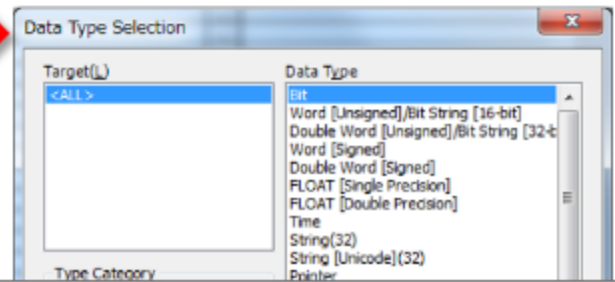 Data Type Selection
Target(L)
<ALL>
Data Type
Bit
Word [Unsigned]/Bit String [16-bit]
Double Word [Unsigned]/Bit String [32-b
Word [Signed]
Double Word [Signed]
FLOAT [Single Precision]
FLOAT [Double Precision]
Time
String(32)
String [Unicode](32)
Pointer
Type Category